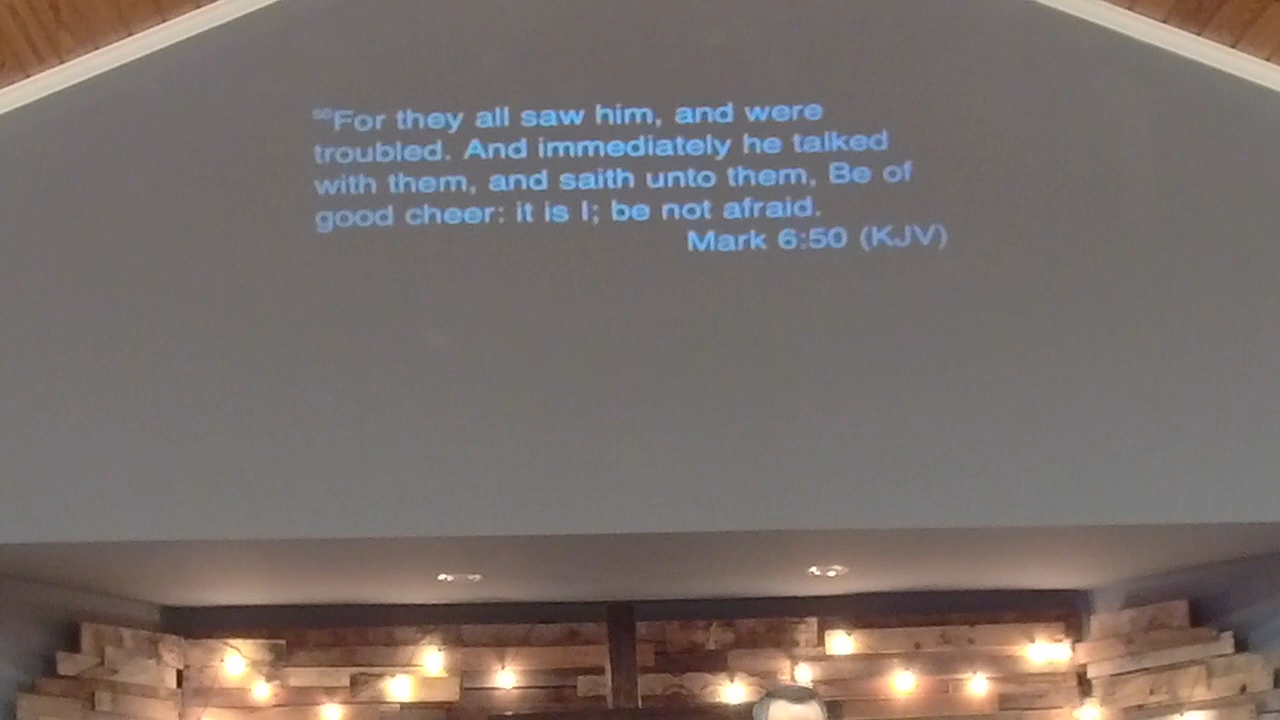 50For they all saw him, and were
troubled. And immediately he talked
with them, and saith unto them, Be of
good cheer: it is I; be not afraid.
Mark 6:50 (KJV)